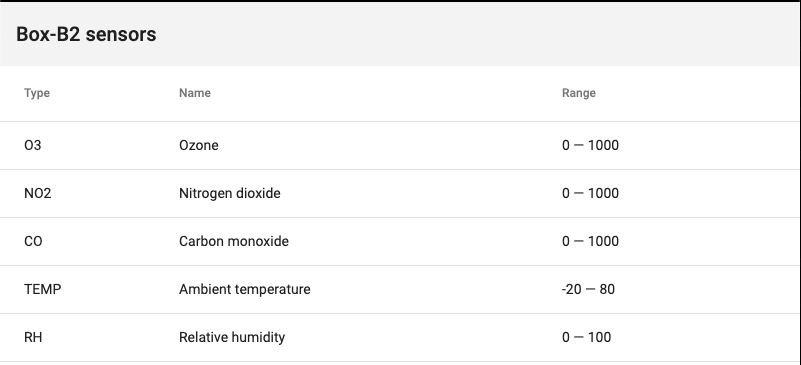 Box-B2 sensors
Type Name Range
O3 Ozone 0 — 1000
NO2 Nitrogen dioxide 0 — 1000
CO Carbon monoxide 0 — 1000
TEMP Ambient temperature -20 — 80
RH Relative humidity 0 — 100